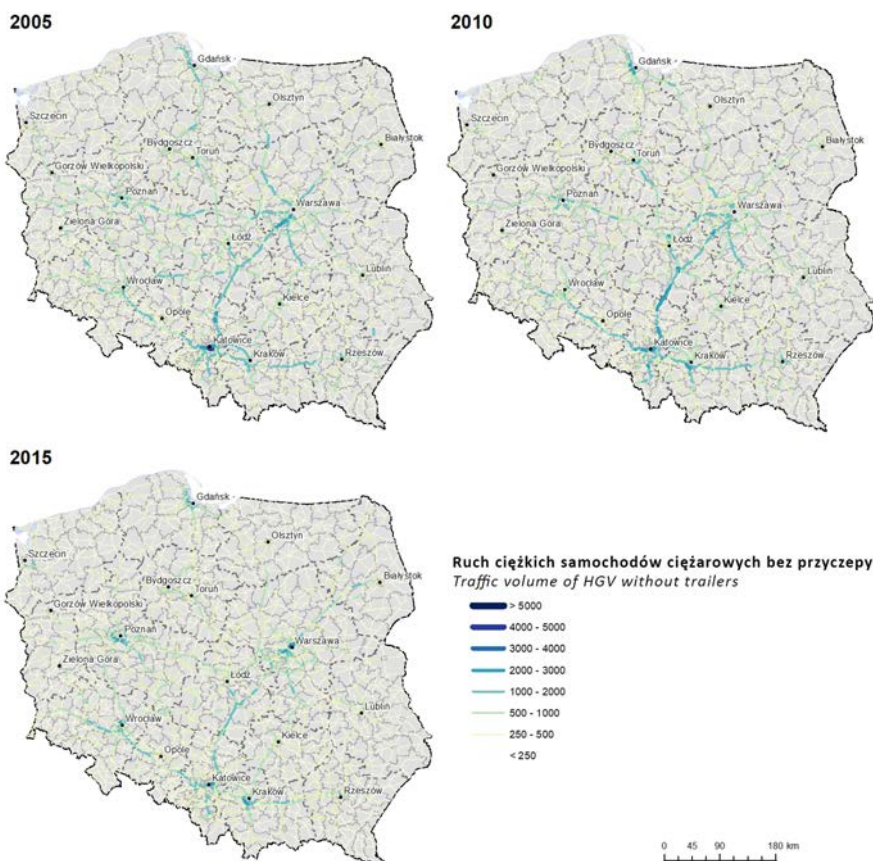 2005
Gdańsk
Olsztyn
Szczecin
Białystok
Bydgoszcz
Toruń
Gorzów Wielkopolski
Poznań
Warszawa
Zielona Góra
Łódź
Lublin
Wrocław
Kielce
Opole
Katowice
Kraków
Rzeszów
2010
Gdańsk
Olsztyn
Szczecin
Białystok
Bydgoszcz
Toruń
Gorzów Wielkopolski
Poznań
Warszawa
Zielona Góra
Łódź
Lublin
Wrocław
Kielce
Opole
Katowice
Kraków
Rzeszów
2015
Gdańsk
Olsztyn
Szczecin
Białystok
Bydgoszcz
Toruń
Gorzów Wielkopolski
Poznań
Warszawa
Zielona Góra
Łódź
Lublin
Wrocław
Kielce
Opole
Katowice
Kraków
Rzeszów
Ruch ciężkich samochodów ciężarowych bez przyczepy
Traffic volume of HGV without trailers
> 5000
4000 - 5000
3000 - 4000
2000 - 3000
1000 - 2000
500 - 1000
250 - 500
< 250
0 45 90 180 km